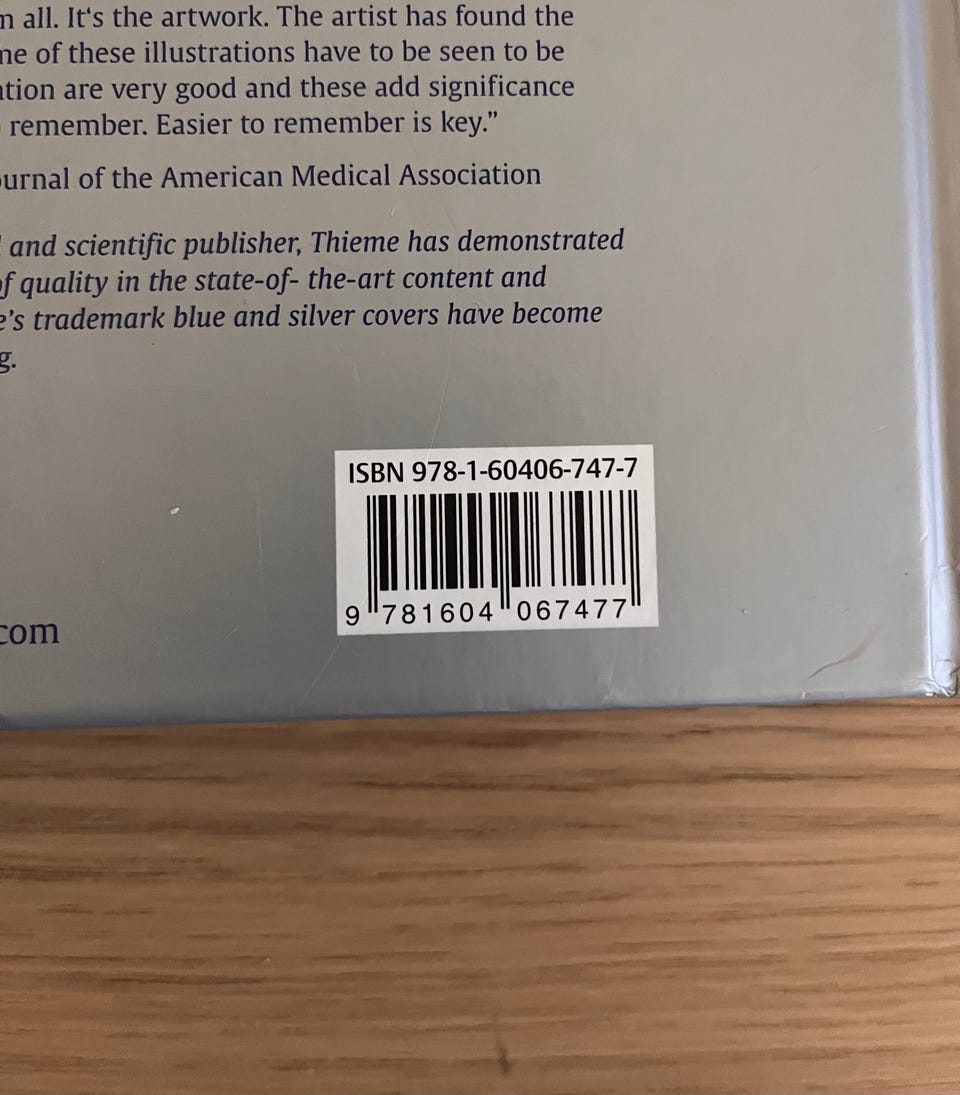 all. It‘s the artwork. The artist has found the
of these illustrations have to be seen to be
are very good and these add significance
remember. Easier to remember is key.”
of the American Medical Association
and scientific publisher, Thieme has demonstrated
quality in the state-of- the-art content and
trademark blue and silver covers have become
ISBN 978-1-60406-747-7
9 781604 067477
com